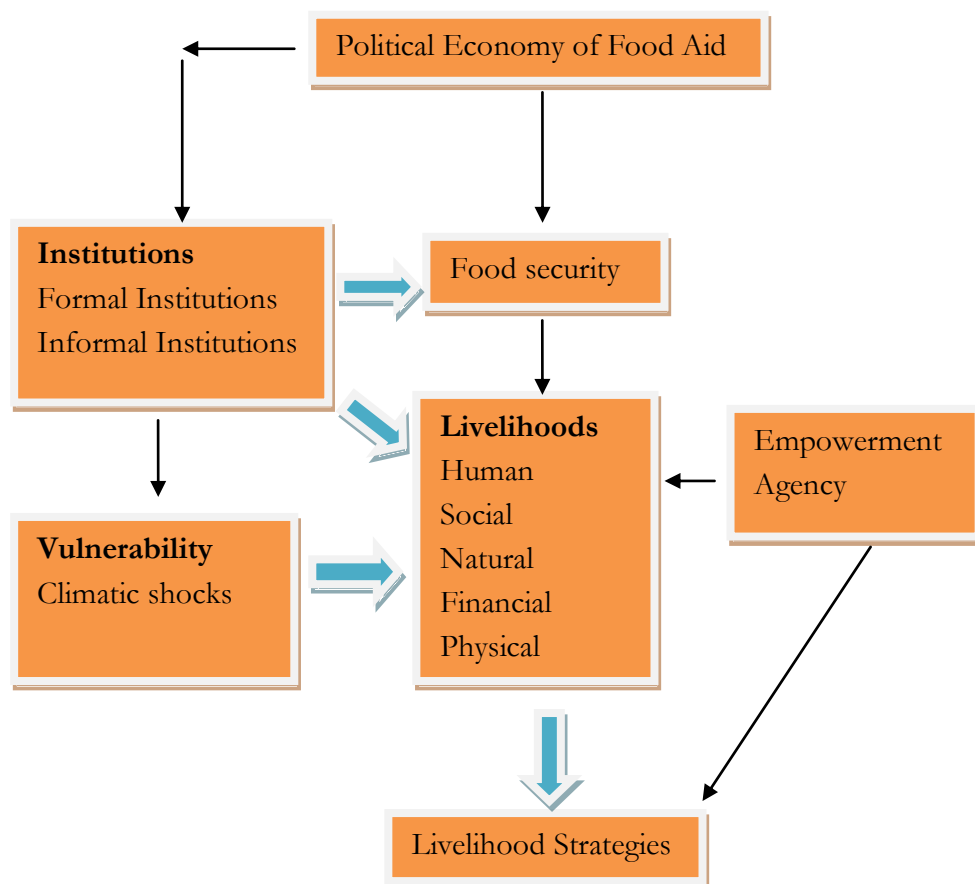 Political Economy of Food Aid
Institutions
Formal Institutions
Informal Institutions
Food security
Livelihoods
Human
Social
Natural
Financial
Physical
Empowerment
Agency
Vulnerability
Climatic shocks
Livelihood Strategies